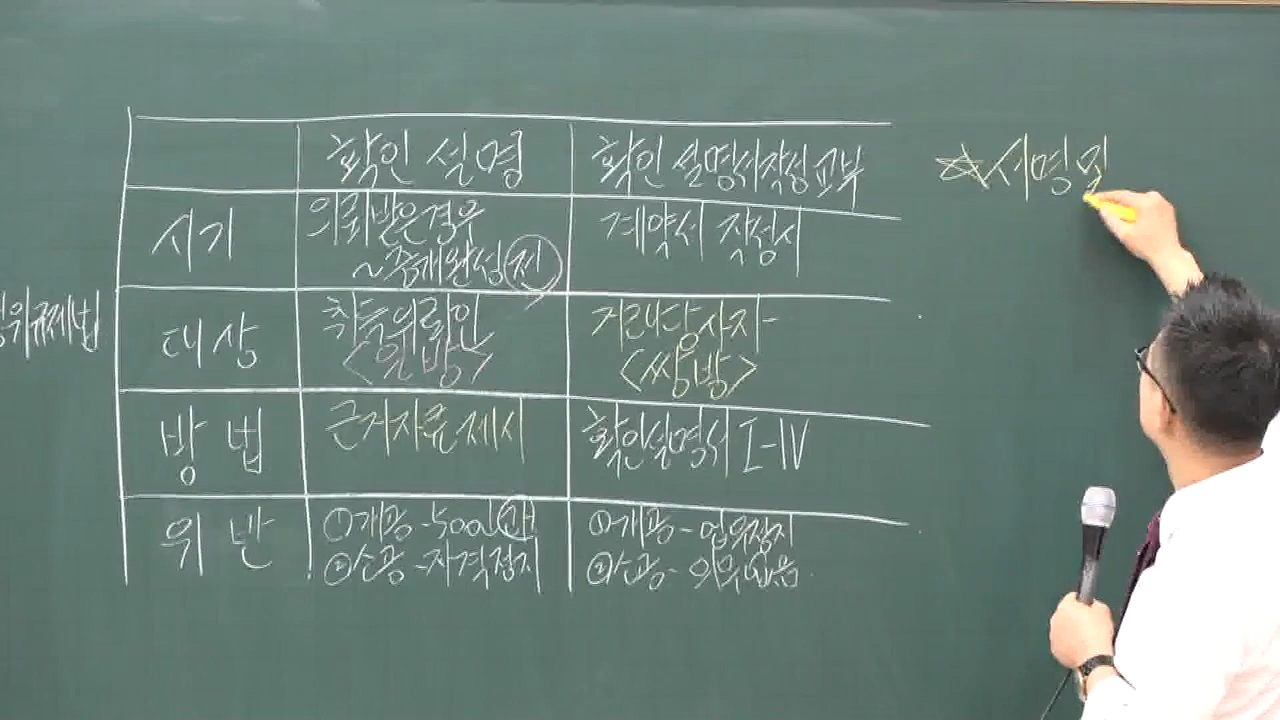 확인 설명
확인 설명서작성 교부
☆서명 및
시기
의뢰받은경우
~중개완성 전
계약서 작성시
대상
취득의뢰인
<일방>
거래당사자
<쌍방>
방법
근거자료제시
확인설명서 I-IV
위반
①개공-500만
②소공-자격정지
①개공-업무정지
②소공-의무없음